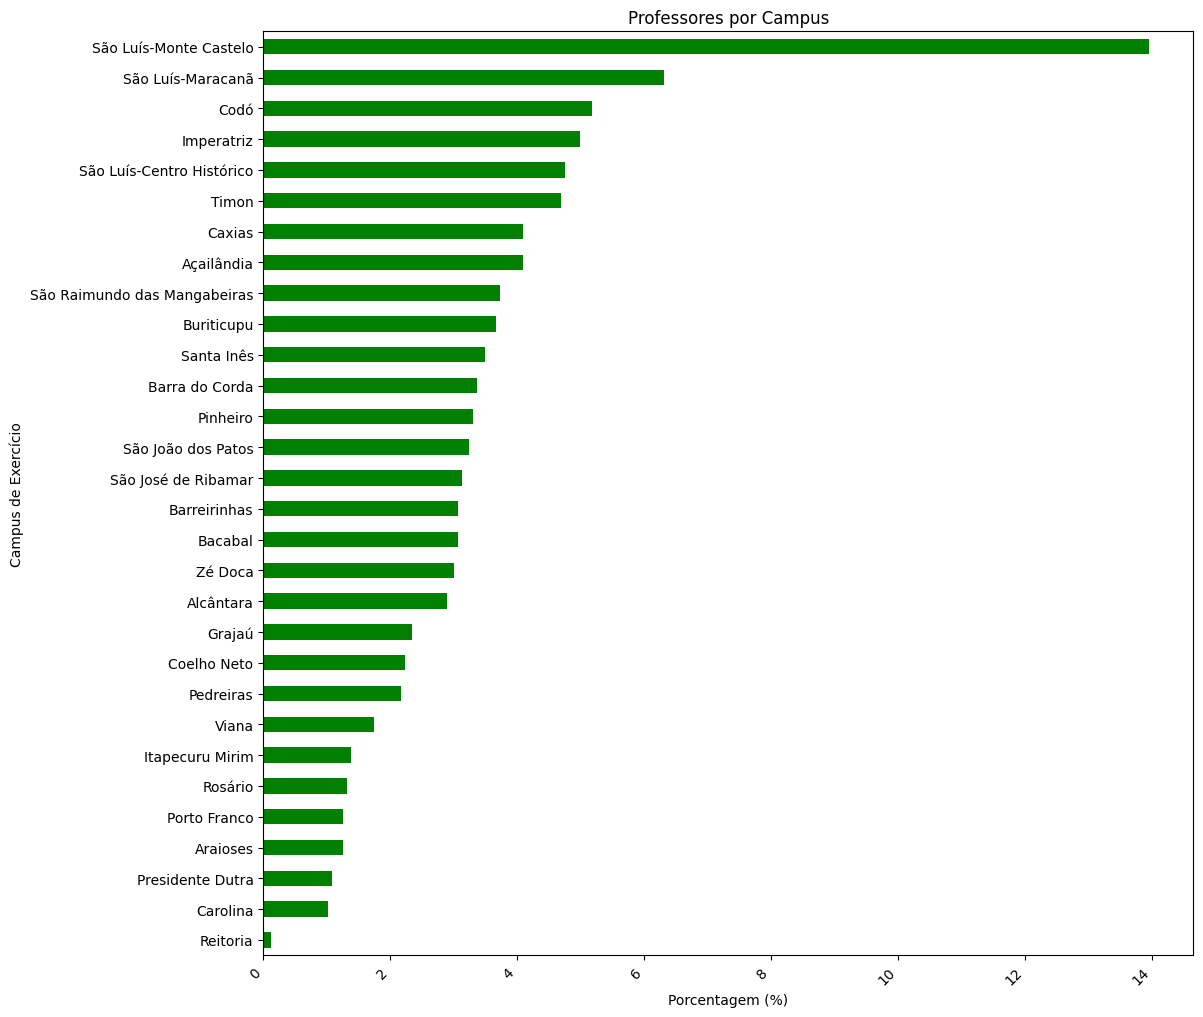 Professores por Campus
Campus de Exercício
São Luís-Monte Castelo
São Luís-Maracanã
Codó
Imperatriz
São Luís-Centro Histórico
Timon
Caxias
Açailândia
São Raimundo das Mangabeiras
Buriticupu
Santa Inês
Barra do Corda
Pinheiro
São João dos Patos
São José de Ribamar
Barreirinhas
Bacabal
Zé Doca
Alcântara
Grajaú
Coelho Neto
Pedreiras
Viana
Itapecuru Mirim
Rosário
Porto Franco
Araioses
Presidente Dutra
Carolina
Reitoria
0 2 4 6 8 10 12 14
Porcentagem (%)